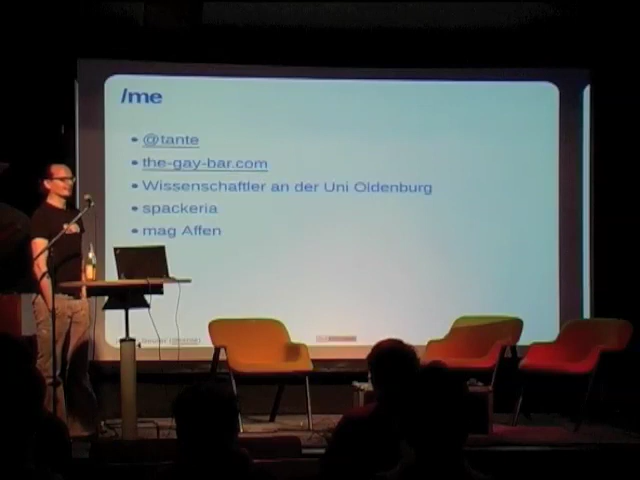 /me
@tante
the-gay-bar.com
Wissenschaftler an der Uni Oldenburg
spackeria
mag Affen